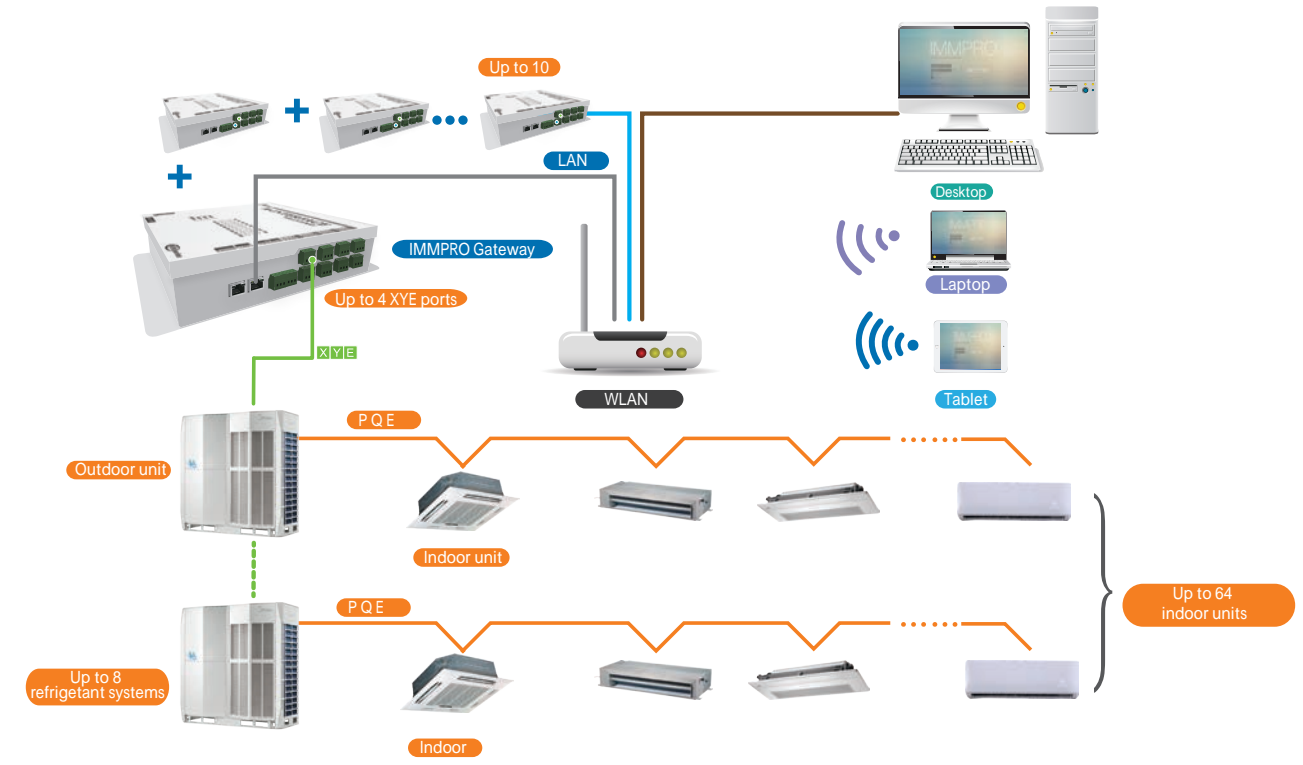 Up to 10
IMMPRO
LAN
Desktop
IMMPRO Gateway
Up to 4 XYE ports
Laptop
X Y E
WLAN
Tablet
P Q E
Outdoor unit
Indoor unit
Up to 64
indoor units
P Q E
Up to 8
refrigetant systems
Indoor